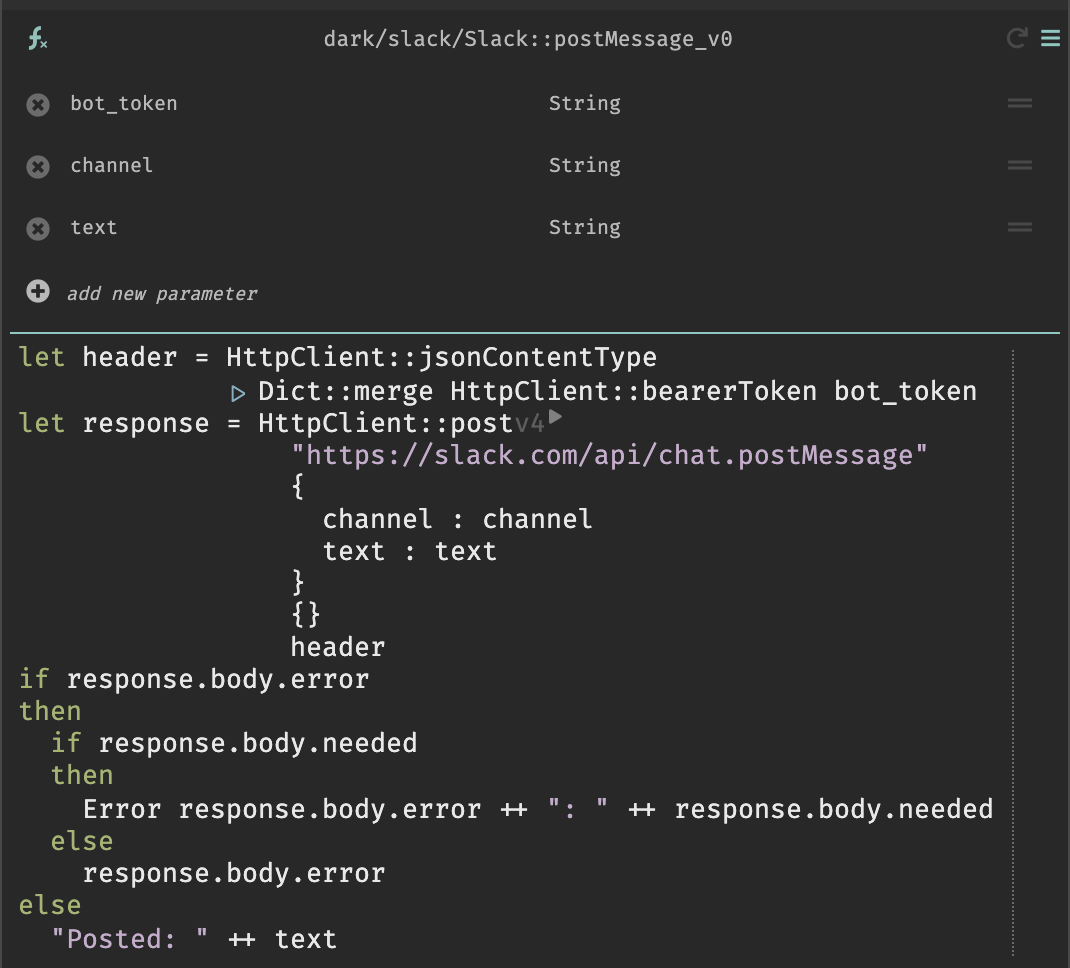 fx dark/slack/Slack::postMessage_v0
bot_token String
channel String
text String
add new parameter
let header = HttpClient::jsonContentType
▷ Dict::merge HttpClient::bearerToken bot_token
let response = HttpClient::postv4
"https://slack.com/api/chat.postMessage"
{
channel : channel
text : text
}
{}
header
if response.body.error
then
if response.body.needed
then
Error response.body.error ++ ": " ++ response.body.needed
else
response.body.error
else
"Posted: " ++ text